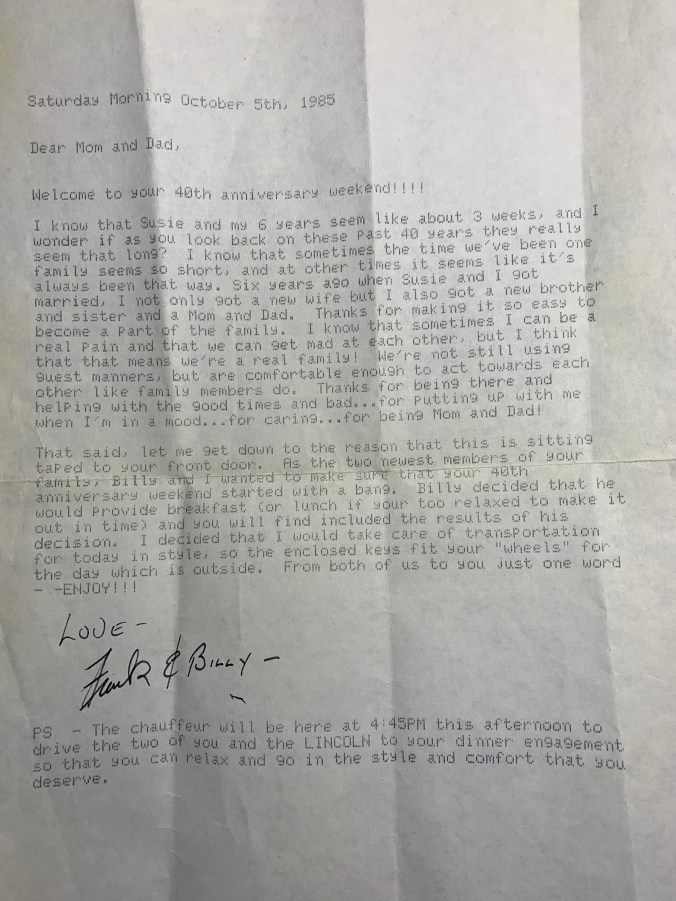 Saturday Morning October 5th, 1985
Dear Mom and Dad,
Welcome to your 40th anniversary weekend!!!!
I know that Susie and my 6 years seem like about 3 weeks, and I
wonder if as you look back on these past 40 years they really
seem that long?  I know that sometimes the time we've been one
family seems so short, and at other times it seems like it's
always been that way. Six years ago when Susie and I got
married, I not only got a new wife but I also got a new brother
and sister and a Mom and Dad.  Thanks for making it so easy to
become a part of the family.  I know that sometimes I can be a
real pain and that we can get mad at each other, but I think
that that means we're a real family!  We're not still using
guest manners, but are comfortable enough to act towards each
other like family members do.  Thanks for being there and
helping with the good times and bad...for putting up with me
when I'm in a mood...for caring...for being Mom and Dad!
That said, let me get down to the reason that this is sitting
taped to your front door.  As the two newest members of your
family, Billy and I wanted to make sure that your 40th
anniversary weekend started with a bang.  Billy decided that he
would provide breakfast (or lunch if your too relaxed to make it
out in time) and you will find included the results of his
decision.  I decided that I would take care of transportation
for today in style, so the enclosed keys fit your "wheels" for
the day which is outside.  From both of us to you just one word
- -ENJOY!!!
LOVE -
Frank & BILLY -
PS  - The chauffeur will be here at 4:45PM this afternoon to
drive the two of you and the LINCOLN to your dinner engagement
so that you can relax and go in the style and comfort that you
deserve.